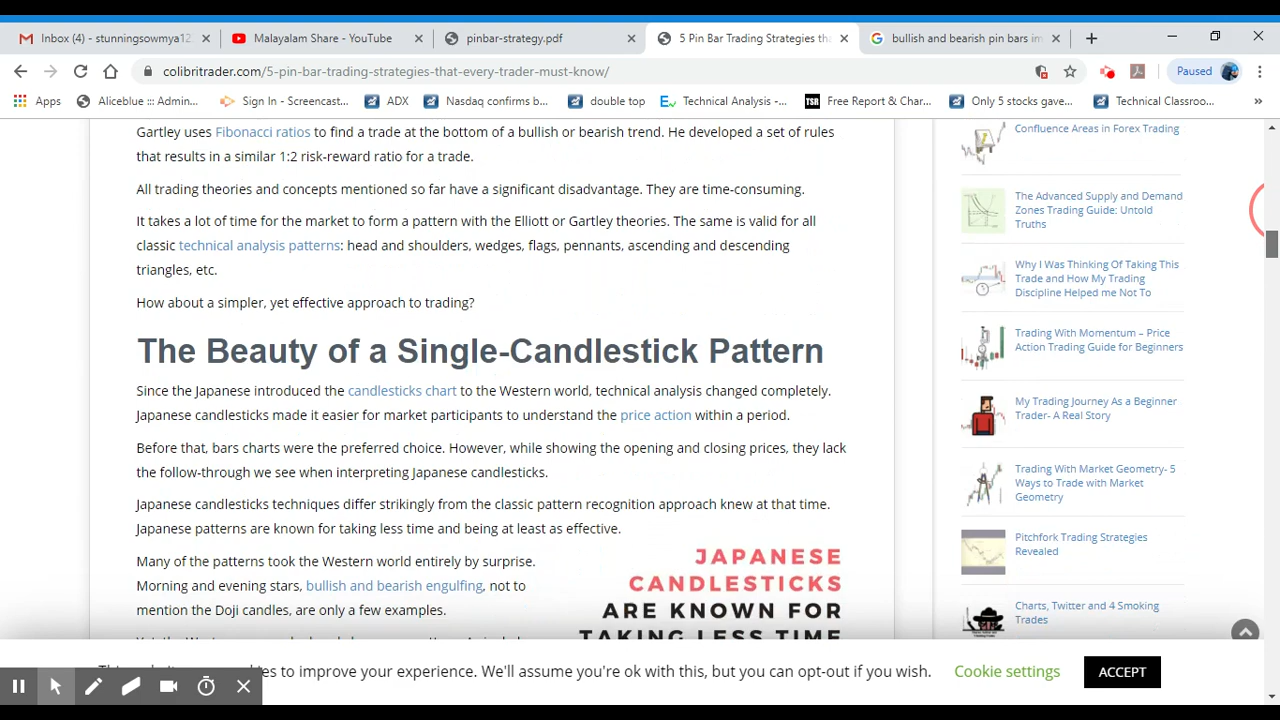 Inbox (4) - stunningsowmya12
Malayalam Share - YouTube
pinbar-strategy.pdf
5 Pin Bar Trading Strategies tha
bullish and bearish pin bars im
colibritrader.com/5-pin-bar-trading-strategies-that-every-trader-must-know/
Paused
Apps
Aliceblue ::: Admin...
Sign In - Screencast...
ADX
Nasdaq confirms b...
double top
Technical Analysis -...
TSR
Free Report & Char...
Only 5 stocks gave...
Technical Classroo...
»
Gartley uses Fibonacci ratios to find a trade at the bottom of a bullish or bearish trend. He developed a set of rules
that results in a similar 1:2 risk-reward ratio for a trade.
All trading theories and concepts mentioned so far have a significant disadvantage. They are time-consuming.
It takes a lot of time for the market to form a pattern with the Elliott or Gartley theories. The same is valid for all
classic technical analysis patterns: head and shoulders, wedges, flags, pennants, ascending and descending
triangles, etc.
How about a simpler, yet effective approach to trading?
The Beauty of a Single-Candlestick Pattern
Since the Japanese introduced the candlesticks chart to the Western world, technical analysis changed completely.
Japanese candlesticks made it easier for market participants to understand the price action within a period.
Before that, bars charts were the preferred choice. However, while showing the opening and closing prices, they lack
the follow-through we see when interpreting Japanese candlesticks.
Japanese candlesticks techniques differ strikingly from the classic pattern recognition approach knew at that time.
Japanese patterns are known for taking less time and being at least as effective.
Many of the patterns took the Western world entirely by surprise.
Morning and evening stars, bullish and bearish engulfing, not to
mention the Doji candles, are only a few examples.
JAPANESE
CANDLESTICKS
ARE KNOWN FOR
TAKING LESS TIME
Confluence Areas in Forex Trading
The Advanced Supply and Demand
Zones Trading Guide: Untold
Truths
Why I Was Thinking Of Taking This
Trade and How My Trading
Discipline Helped me Not To
Trading With Momentum – Price
Action Trading Guide for Beginners
My Trading Journey As a Beginner
Trader- A Real Story
Trading With Market Geometry- 5
Ways to Trade with Market
Geometry
Pitchfork Trading Strategies
Revealed
Charts, Twitter and 4 Smoking
Trades
to improve your experience. We'll assume you're ok with this, but you can opt-out if you wish.
Cookie settings
ACCEPT